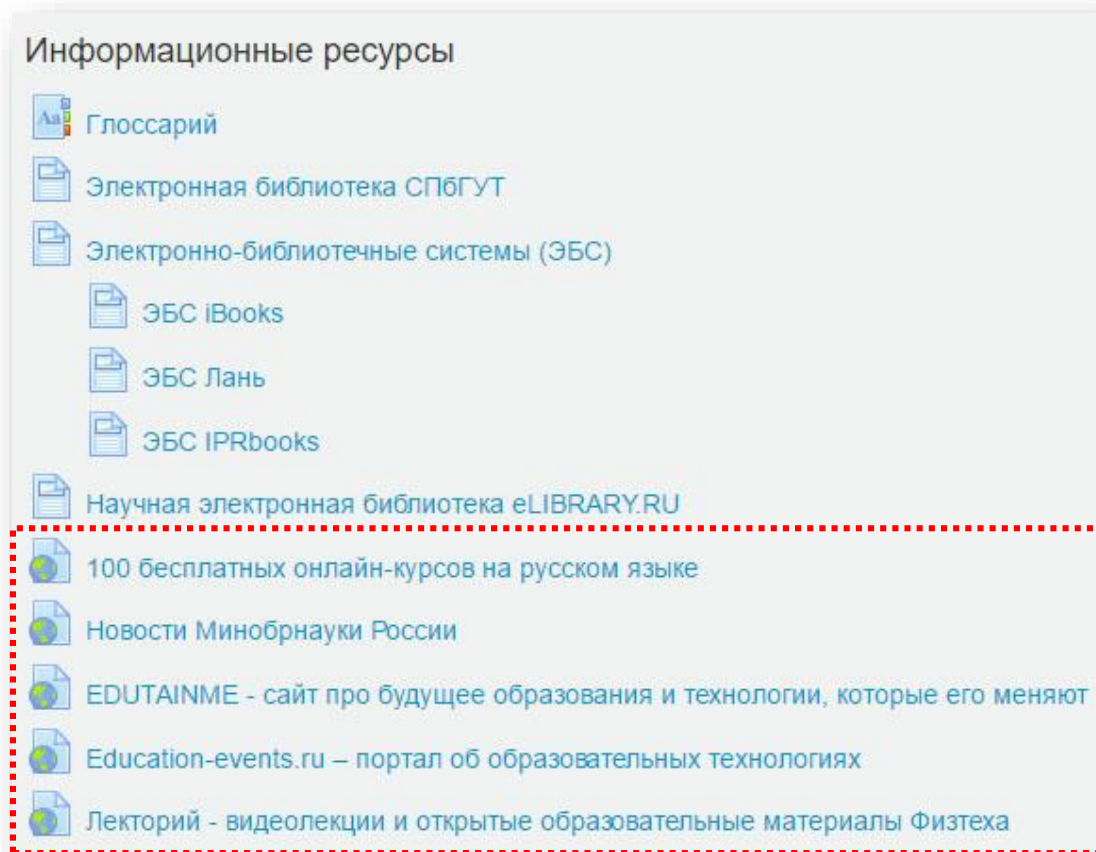 Информационные ресурсы
Aa
Глоссарий
Электронная библиотека СПбГУТ
Электронно-библиотечные системы (ЭБС)
ЭБС iBooks
ЭБС Лань
ЭБС IPRbooks
Научная электронная библиотека eLIBRARY.RU
100 бесплатных онлайн-курсов на русском языке
Новости Минобрнауки России
EDUTAINME - сайт про будущее образования и технологии, которые его меняют
Education-events.ru – портал об образовательных технологиях
Лекторий - видеолекции и открытые образовательные материалы Физтеха